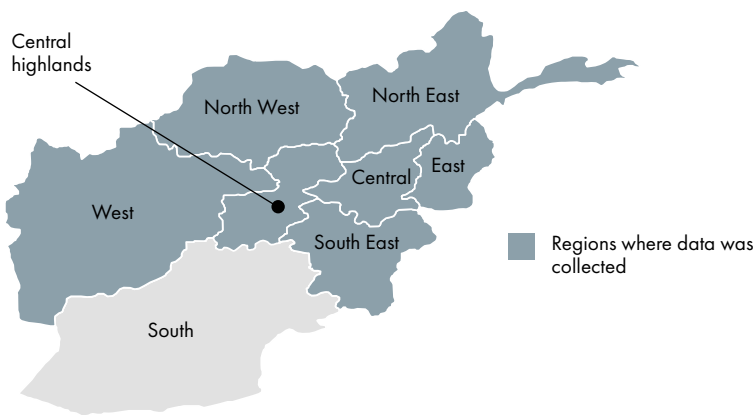 Central
highlands
North West
North East
Central
East
West
South East
South
Regions where data was
collected